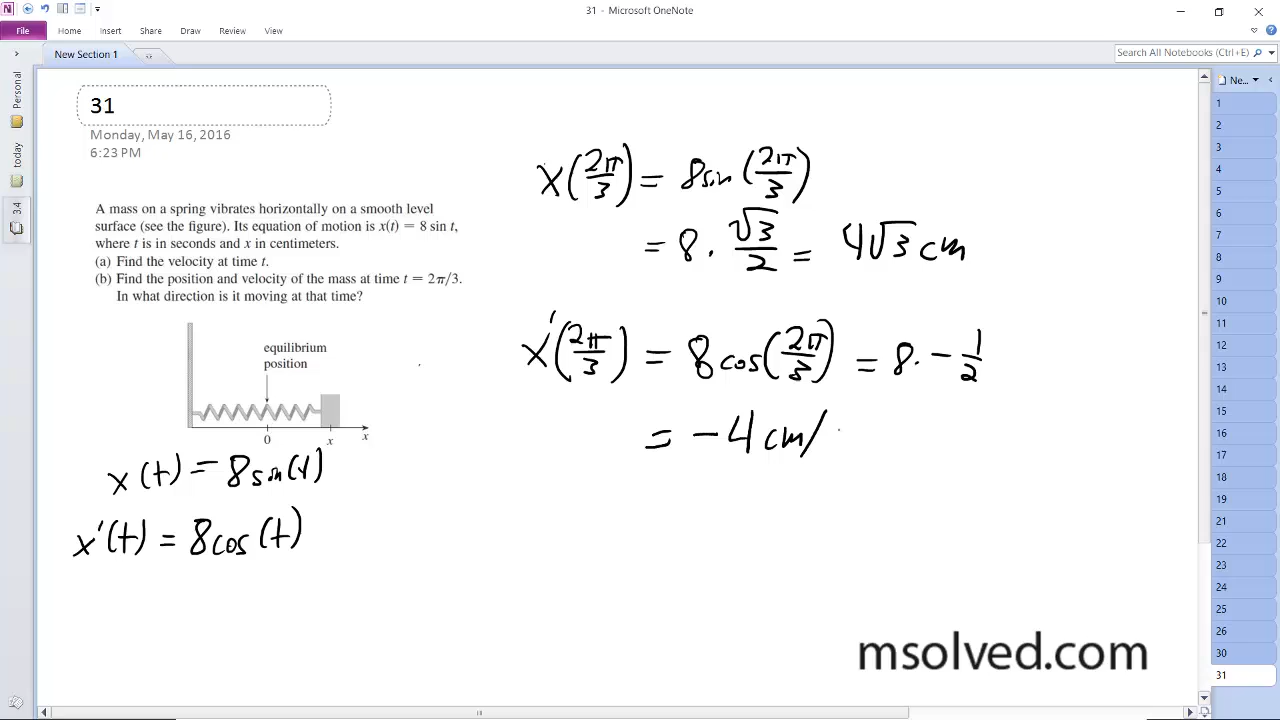 31 - Microsoft OneNote
File Home Insert Share Draw Review View
New Section 1
Search All Notebooks (Ctrl+E)
Personal
today
31
31
Monday, May 16, 2016
6:23 PM
A mass on a spring vibrates horizontally on a smooth level
surface (see the figure). Its equation of motion is x(t) = 8 sin t,
where t is in seconds and x in centimeters.
(a) Find the velocity at time t.
(b) Find the position and velocity of the mass at time t = 2π/3.
In what direction is it moving at that time?
equilibrium
position
0 x x
x(t) = 8sin(t)
x'(t) = 8cos(t)
x(2π/3) = 8sin(2π/3)
= 8 · √3/2 = 4√3 cm
x'(2π/3) = 8cos(2π/3) = 8 · -1/2
= -4 cm/
msolved.com
Ne...
1
2
3
4
5
6
7
8
9
10
11
12
13
14
15
16
17
18
19
21
22
23
24
25
26
30
31